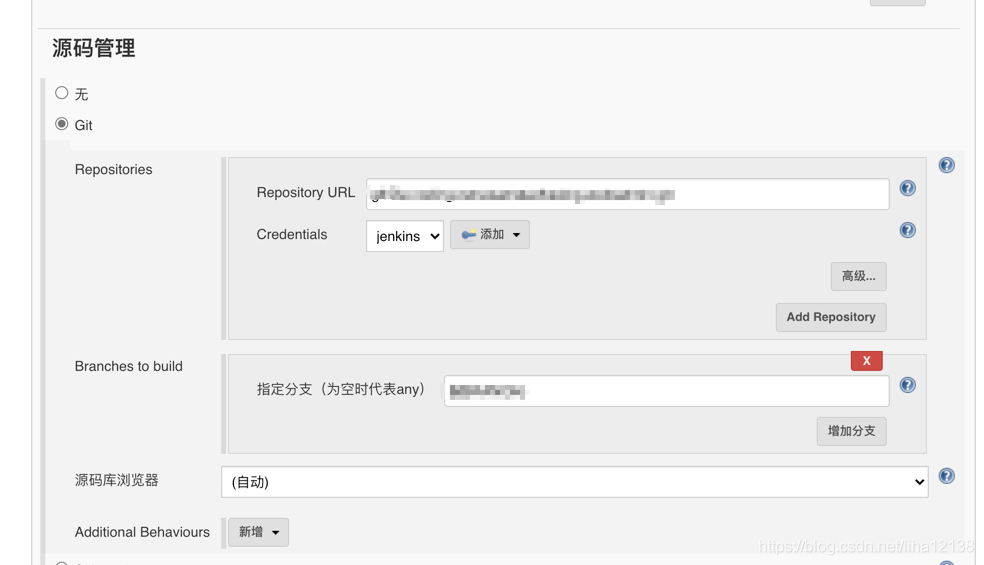 源码管理
无
Git
Repositories
Repository URL
Credentials
jenkins
添加
高级...
Add Repository
Branches to build
X
指定分支（为空时代表any）
增加分支
源码库浏览器
(自动)
Additional Behaviours
新增
https://blog.csdn.net/liha12138